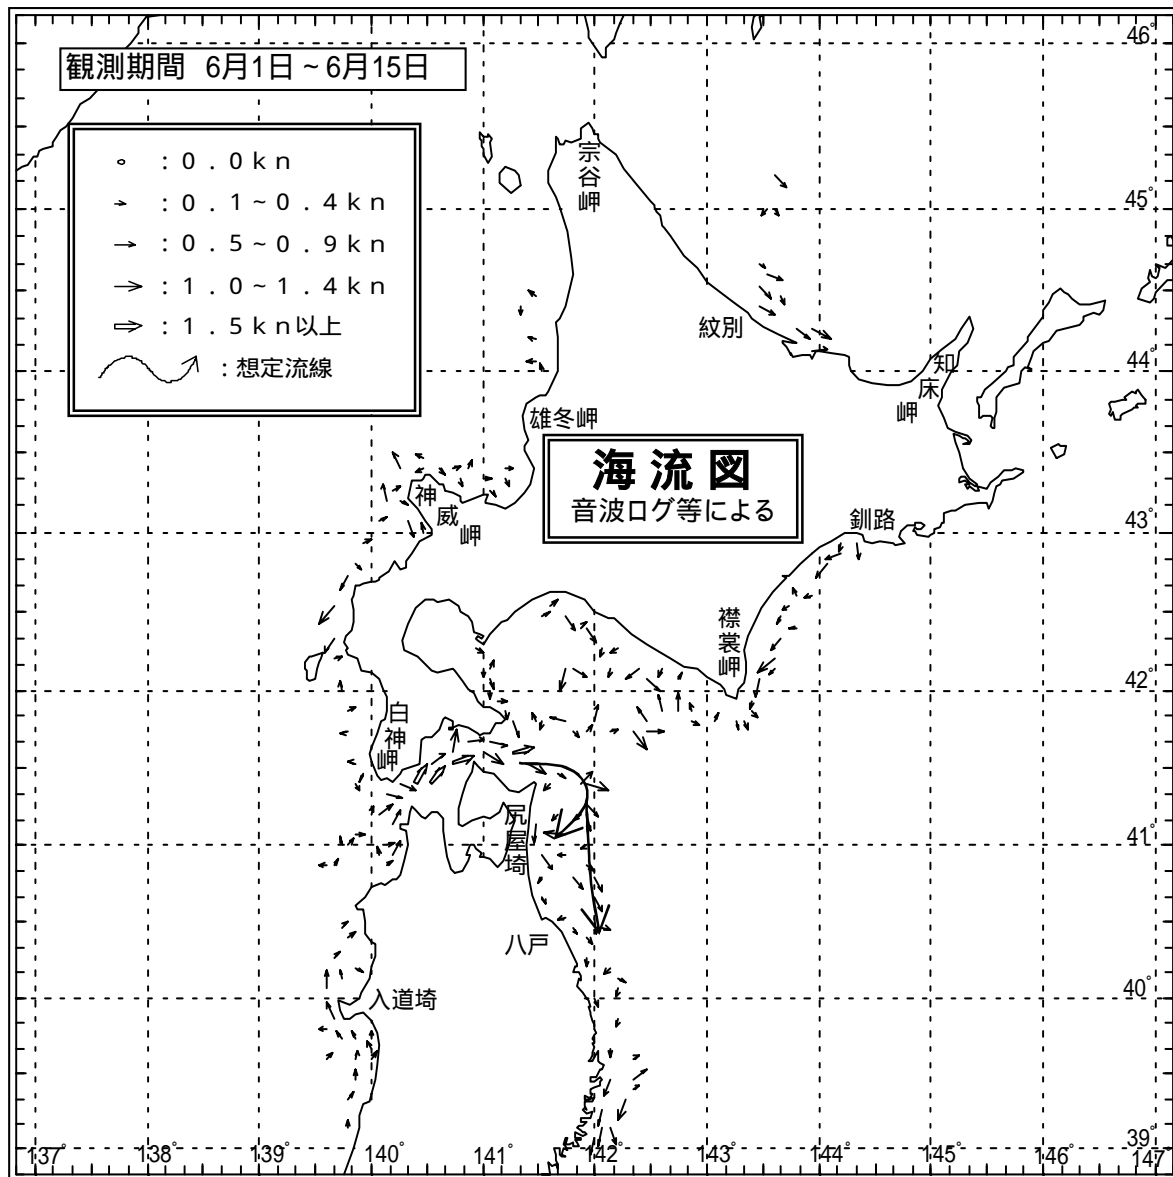 観測期間 6月1日~6月15日
:0.0kn
:0.1~0.4kn
:0.5~0.9kn
:1.0~1.4kn
:1.5kn以上
:想定流線
海流図
音波ログ等による
宗谷岬
紋別
知床岬
雄冬岬
神威岬
釧路
襟裳岬
白神岬
尻屋埼
八戸
入道埼
46°
45°
44°
43°
42°
41°
40°
39°
137°
138°
139°
140°
141°
142°
143°
144°
145°
146°
147°